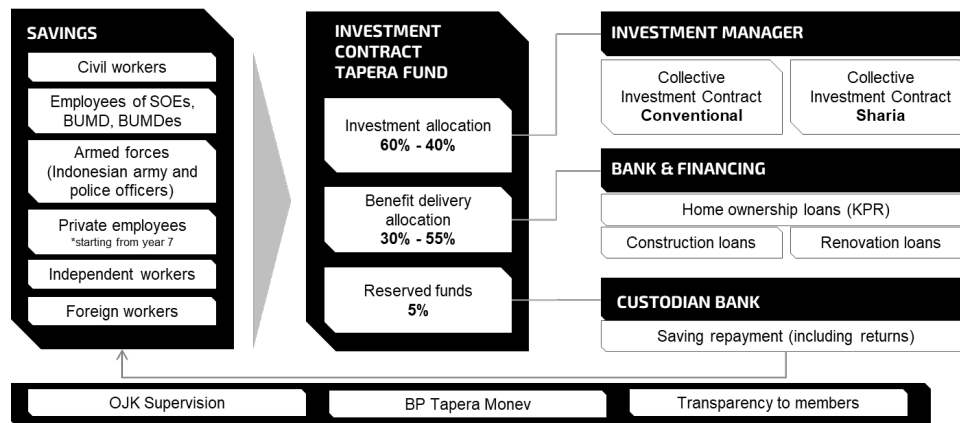 SAVINGS
Civil workers
Employees of SOEs,
BUMD, BUMDes
Armed forces
(Indonesian army and
police officers)
Private employees
*starting from year 7
Independent workers
Foreign workers
INVESTMENT
CONTRACT
TAPERA FUND
Investment allocation
60% - 40%
Benefit delivery
allocation
30% - 55%
Reserved funds
5%
INVESTMENT MANAGER
Collective
Investment Contract
Conventional
Collective
Investment Contract
Sharia
BANK & FINANCING
Home ownership loans (KPR)
Construction loans
Renovation loans
CUSTODIAN BANK
Saving repayment (including returns)
OJK Supervision
BP Tapera Monev
Transparency to members